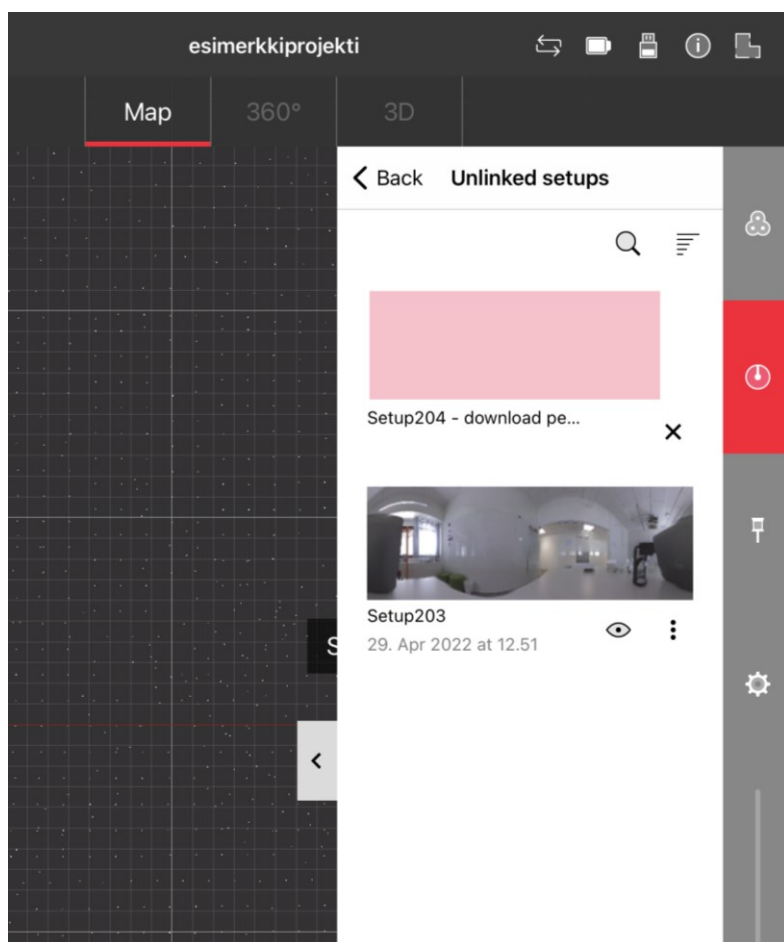 esimerkkiprojekti
Map 360° 3D
Back Unlinked setups
Setup204 - download pe...
Setup203
29. Apr 2022 at 12.51
S